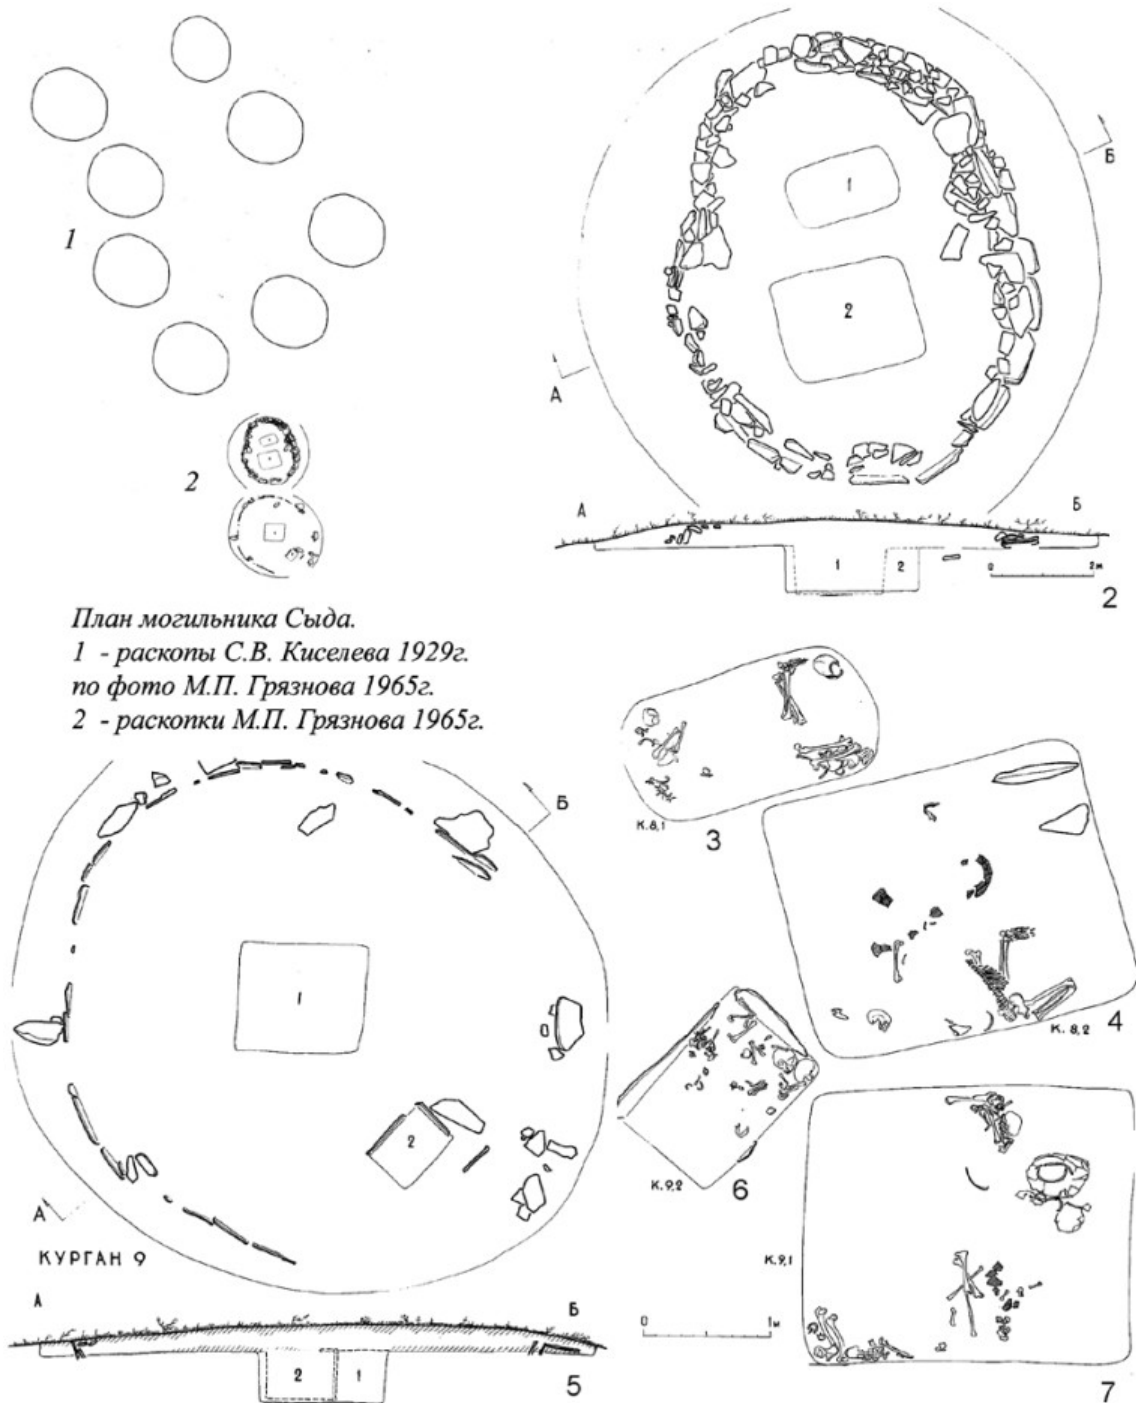 1
2
План могильника Сыда.
1 - раскопы С.В. Киселева 1929г.
по фото М.П. Грязнова 1965г.
2 - раскопки М.П. Грязнова 1965г.
Б
1
2
А
А
Б
1
2
0 2м
2
К.8,1
3
К.8,2
4
К.9,2
6
Б
1
2
А
КУРГАН 9
А
Б
2
1
5
0 1м
К.9,1
7